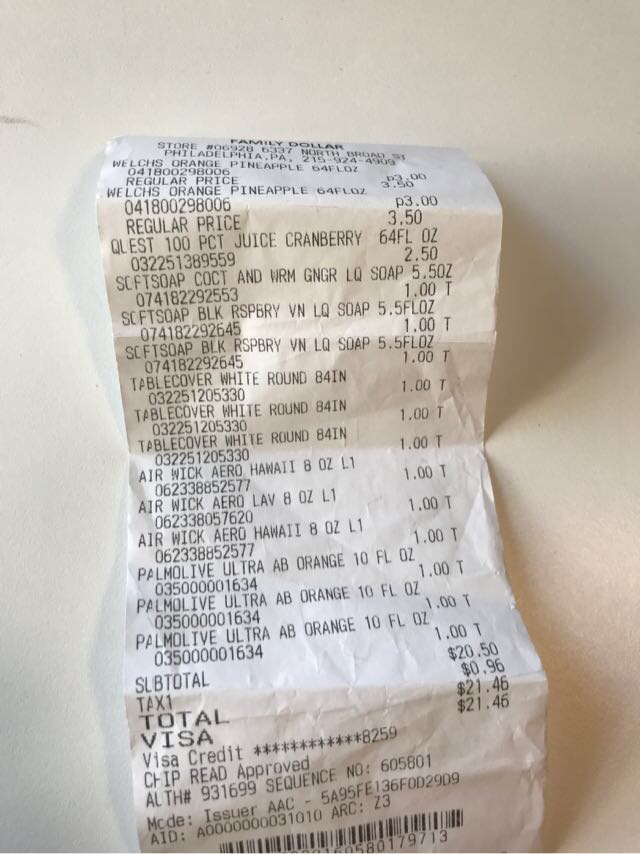 FAMILY DOLLAR
STORE #06928 6337 NORTH BROAD ST
PHILADELPHIA,PA, 215-924-4909
WELCHS ORANGE PINEAPPLE 64FLOZ
041800298006 p3.00
REGULAR PRICE 3.50
WELCHS ORANGE PINEAPPLE 64FLOZ
041800298006 p3.00
REGULAR PRICE 3.50
QLEST 100 PCT JUICE CRANBERRY 64FL OZ
032251389559 2.50
SCFTSOAP COCT AND WRM GNGR LQ SOAP 5.5OZ
074182292553 1.00 T
SCFTSOAP BLK RSPBRY VN LQ SOAP 5.5FLOZ
074182292645 1.00 T
SCFTSOAP BLK RSPBRY VN LQ SOAP 5.5FLOZ
074182292645 1.00 T
TABLECOVER WHITE ROUND 84IN
032251205330 1.00 T
TABLECOVER WHITE ROUND 84IN
032251205330 1.00 T
TABLECOVER WHITE ROUND 84IN
032251205330 1.00 T
AIR WICK AERO HAWAII 8 OZ L1
062338852577 1.00 T
AIR WICK AERO LAV 8 OZ L1
062338057620 1.00 T
AIR WICK AERO HAWAII 8 OZ L1
062338852577 1.00 T
PALMOLIVE ULTRA AB ORANGE 10 FL OZ
035000001634 1.00 T
PALMOLIVE ULTRA AB ORANGE 10 FL OZ
035000001634 1.00 T
PALMOLIVE ULTRA AB ORANGE 10 FL OZ
035000001634 1.00 T
SLBTOTAL $20.50
TAX1 $0.96
TOTAL $21.46
VISA $21.46
Visa Credit ************8259
CHIP READ Approved
ALTH# 931699 SEQUENCE NO: 605801
Mcde: Issuer AAC - 5A95FE136F0D29D9
AID: A0000000031010 ARC: Z3